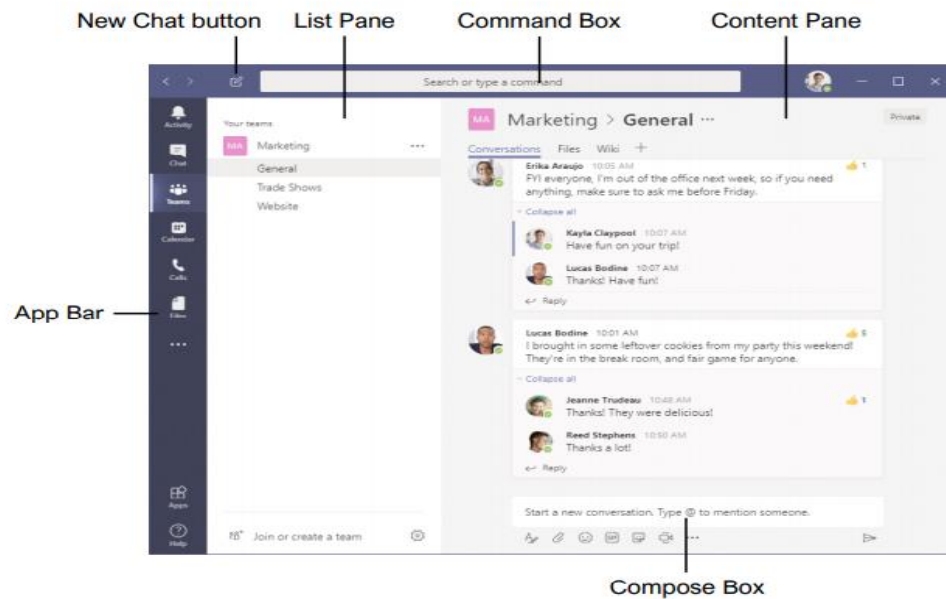 New Chat button List Pane Command Box Content Pane
Search or type a command
Activity
Chat
Teams
Calendar
Calls
Files
Apps
Help
App Bar
Your teams
MA Marketing ...
General
Trade Shows
Website
Join or create a team
MA Marketing > General ...
Private
Conversations Files Wiki +
Erika Araujo 10:05 AM 1
FYI everyone, I'm out of the office next week, so if you need
anything, make sure to ask me before Friday.
Collapse all
Kayla Claypool 10:07 AM
Have fun on your trip!
Lucas Bodine 10:07 AM
Thanks! Have fun!
Reply
Lucas Bodine 10:01 AM 5
I brought in some leftover cookies from my party this weekend!
They're in the break room, and fair game for anyone.
Collapse all
Jeanne Trudeau 10:48 AM 1
Thanks! They were delicious!
Reed Stephens 10:50 AM
Thanks a lot!
Reply
Start a new conversation. Type @ to mention someone.
GIF
Compose Box